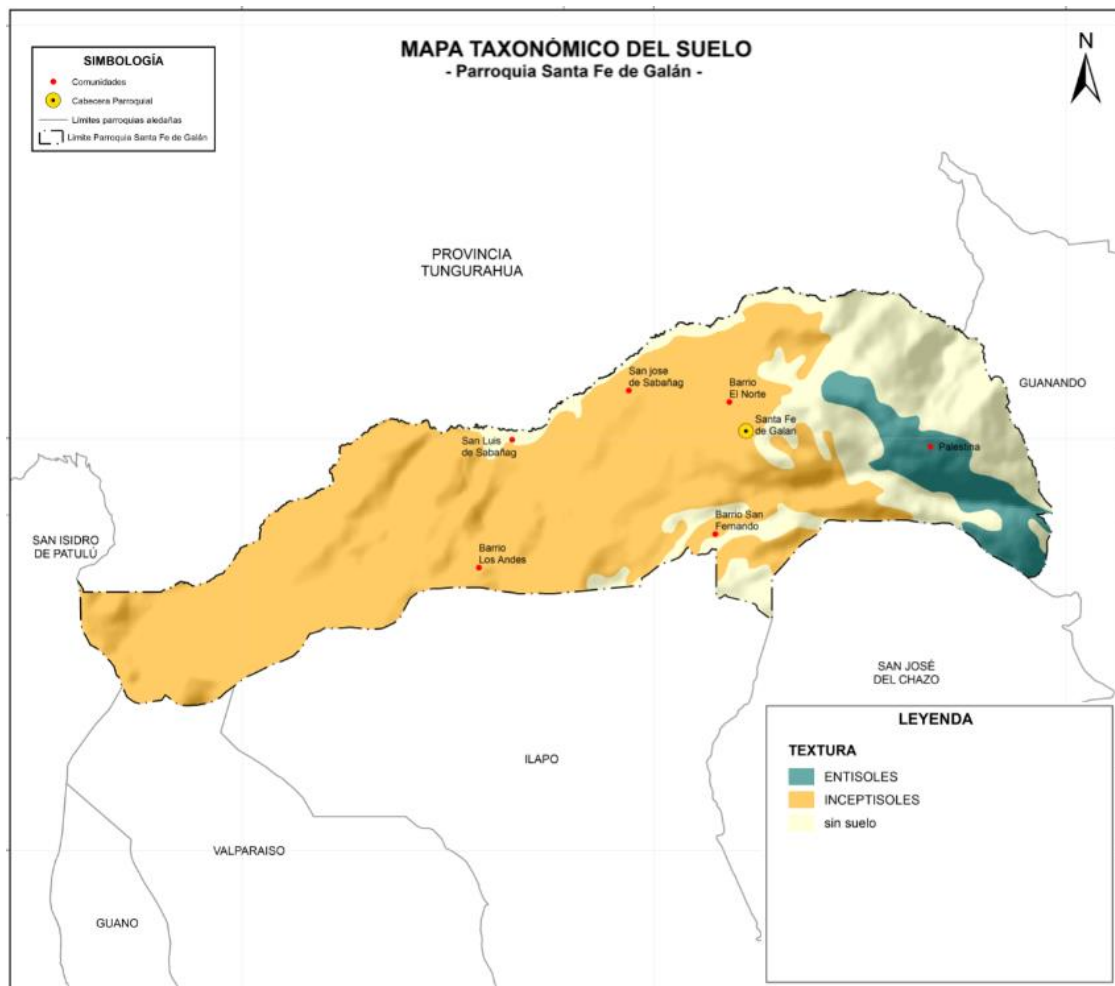 MAPA TAXONÓMICO DEL SUELO
- Parroquia Santa Fe de Galán -
SIMBOLOGÍA
Comunidades
Cabecera Parroquial
Límites parroquias aledañas
Límite Parroquia Santa Fe de Galán
N
PROVINCIA
TUNGURAHUA
GUANANDO
San jose
de Sabañag
Barrio
El Norte
Santa Fe
de Galan
San Luis
de Sabañag
Palestina
Barrio San
Fernando
SAN ISIDRO
DE PATULÚ
Barrio
Los Andes
SAN JOSÉ
DEL CHAZO
ILAPO
VALPARAISO
GUANO
LEYENDA
TEXTURA
ENTISOLES
INCEPTISOLES
sin suelo